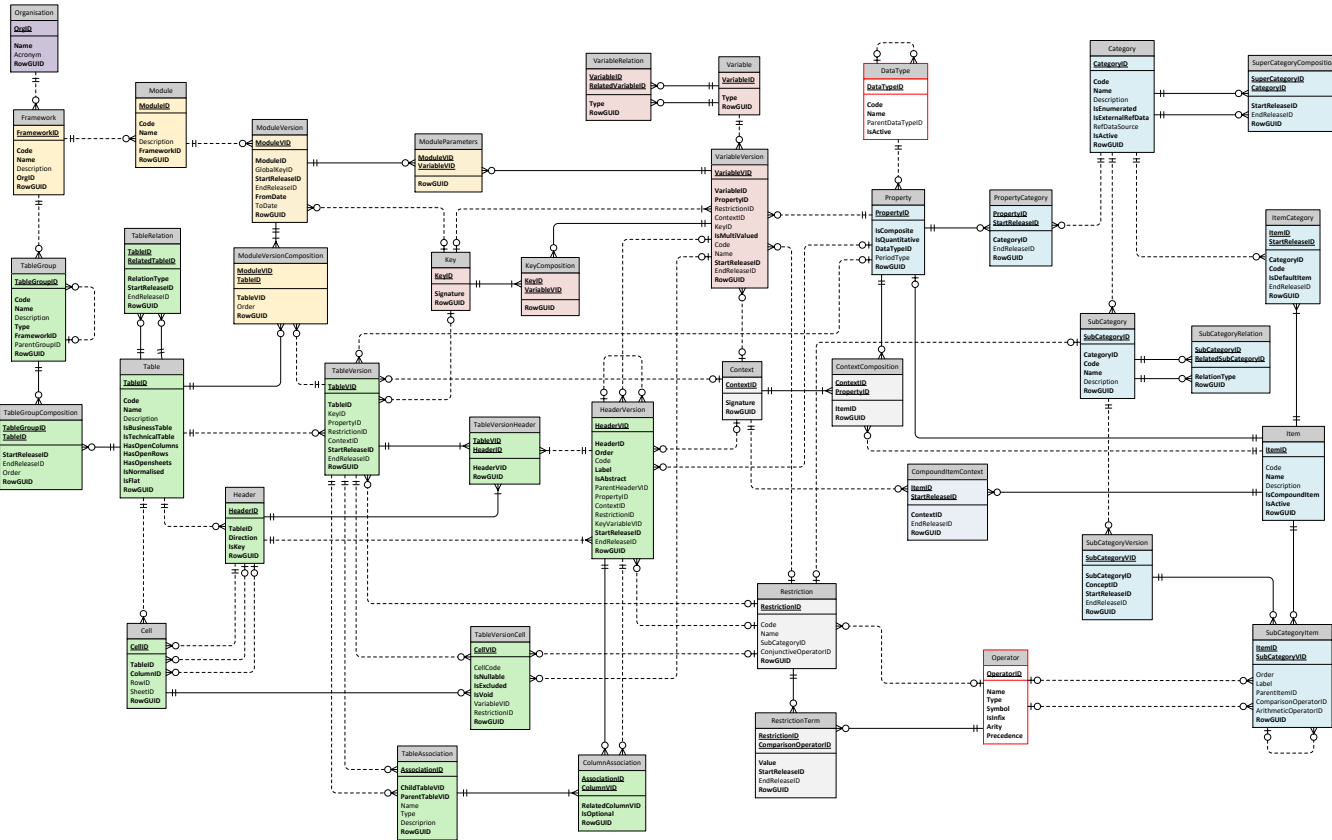 Organisation
OrgID
Name
Acronym
RowGUID
Framework
FrameworkID
Code
Name
Description
OrgID
RowGUID
Module
ModuleID
Code
Name
Description
FrameworkID
RowGUID
ModuleVersion
ModuleVID
ModuleID
GlobalKeyID
StartReleaseID
EndReleaseID
FromDate
ToDate
RowGUID
ModuleParameters
ModuleVID
VariableVID
RowGUID
VariableRelation
VariableID
RelatedVariableID
Type
RowGUID
Variable
VariableID
Type
RowGUID
VariableVersion
VariableVID
VariableID
PropertyID
RestrictionID
ContextID
KeyID
IsMultiValued
Code
Name
StartReleaseID
EndReleaseID
RowGUID
DataType
DataTypeID
Code
Name
ParentDataTypeID
IsActive
Property
PropertyID
IsComposite
IsQuantitative
DataTypeID
PeriodType
RowGUID
PropertyCategory
PropertyID
StartReleaseID
CategoryID
EndReleaseID
RowGUID
Category
CategoryID
Code
Name
Description
IsEnumerated
IsExternalRefData
RefDataSource
IsActive
RowGUID
SuperCategoryComposition
SuperCategoryID
CategoryID
StartReleaseID
EndReleaseID
RowGUID
ItemCategory
ItemID
StartReleaseID
CategoryID
Code
IsDefaultItem
EndReleaseID
RowGUID
TableGroup
TableGroupID
Code
Name
Description
Type
FrameworkID
ParentGroupID
RowGUID
TableRelation
TableID
RelatedTableID
RelationType
StartReleaseID
EndReleaseID
RowGUID
ModuleVersionComposition
ModuleVID
TableID
TableVID
Order
RowGUID
Key
KeyID
Signature
RowGUID
KeyComposition
KeyID
VariableVID
RowGUID
SubCategory
SubCategoryID
CategoryID
Code
Name
Description
RowGUID
SubCategoryRelation
SubCategoryID
RelatedSubCategoryID
RelationType
RowGUID
Table
TableID
Code
Name
Description
IsBusinessTable
IsTechnicalTable
HasOpenColumns
HasOpenRows
HasOpensheets
IsNormalised
IsFlat
RowGUID
TableVersion
TableVID
TableID
KeyID
PropertyID
RestrictionID
ContextID
StartReleaseID
EndReleaseID
RowGUID
Context
ContextID
Signature
RowGUID
ContextComposition
ContextID
PropertyID
ItemID
RowGUID
TableGroupComposition
TableGroupID
TableID
StartReleaseID
EndReleaseID
Order
RowGUID
TableVersionHeader
TableVID
HeaderID
HeaderVID
RowGUID
HeaderVersion
HeaderVID
HeaderID
Order
Code
Label
IsAbstract
ParentHeaderVID
PropertyID
ContextID
RestrictionID
KeyVariableVID
StartReleaseID
EndReleaseID
RowGUID
Item
ItemID
Code
Name
Description
IsCompoundItem
IsActive
RowGUID
CompoundItemContext
ItemID
StartReleaseID
ContextID
EndReleaseID
RowGUID
Header
HeaderID
TableID
Direction
IsKey
RowGUID
SubCategoryVersion
SubCategoryVID
SubCategoryID
ConceptID
StartReleaseID
EndReleaseID
RowGUID
Restriction
RestrictionID
Code
Name
SubCategoryID
ConjunctiveOperatorID
RowGUID
Cell
CellID
TableID
ColumnID
RowID
SheetID
RowGUID
TableVersionCell
CellVID
CellCode
IsNullable
IsExcluded
IsVoid
VariableVID
RestrictionID
RowGUID
Operator
OperatorID
Name
Type
Symbol
IsInfix
Arity
Precedence
SubCategoryItem
ItemID
SubCategoryVID
Order
Label
ParentItemID
ComparisonOperatorID
ArithmeticOperatorID
RowGUID
RestrictionTerm
RestrictionID
ComparisonOperatorID
Value
StartReleaseID
EndReleaseID
RowGUID
TableAssociation
AssociationID
ChildTableVID
ParentTableVID
Name
Type
Descriprion
RowGUID
ColumnAssociation
AssociationID
ColumnVID
RelatedColumnVID
IsOptional
RowGUID